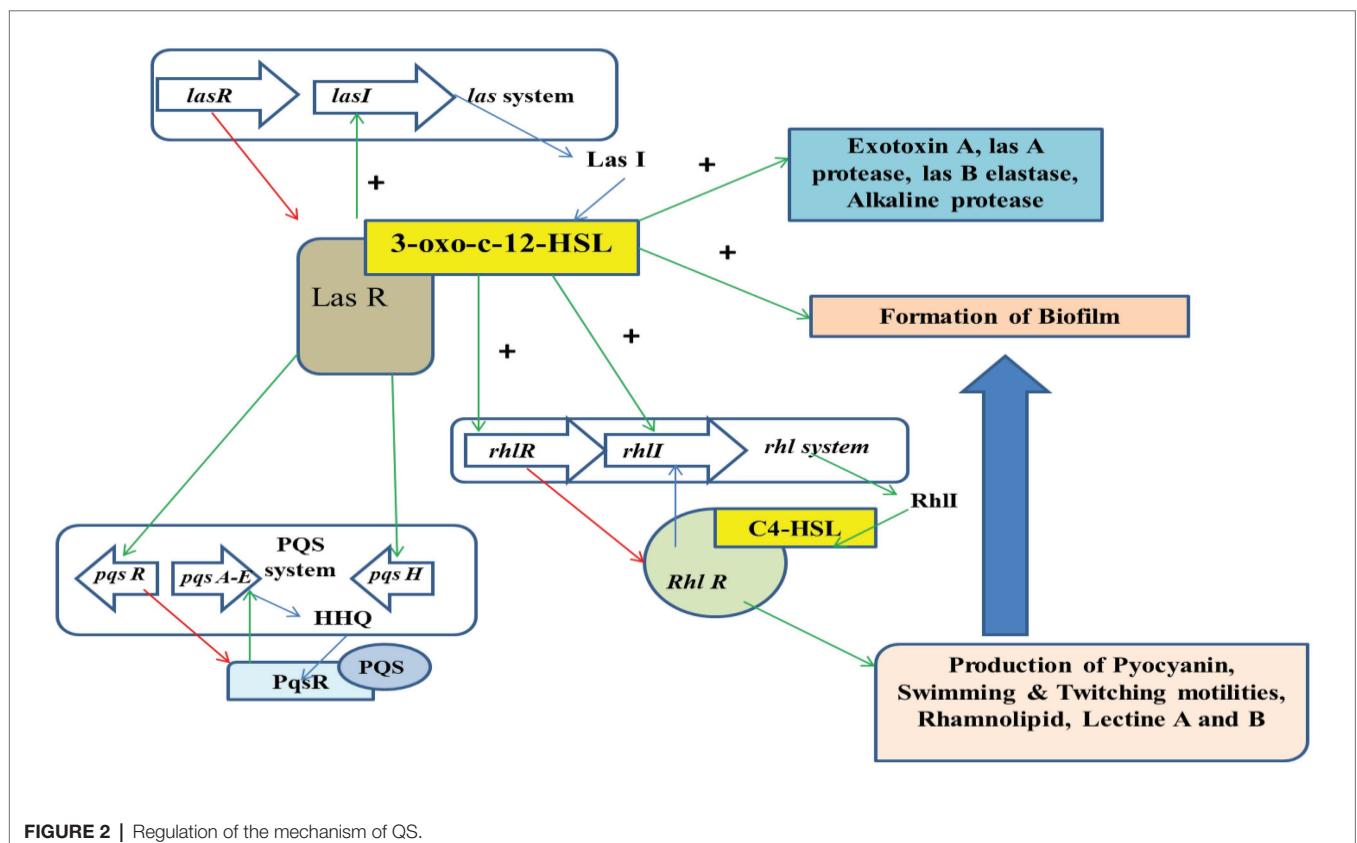 lasR
lasI
las system
Las I
+
+
Exotoxin A, las A
protease, las B elastase,
Alkaline protease
3-oxo-c-12-HSL
+
Las R
Formation of Biofilm
+
+
rhlR
rhlI
rhl system
RhlI
C4-HSL
Rhl R
PQS
system
pqs R
pqs A-E
pqs H
HHQ
PQS
PqsR
Production of Pyocyanin,
Swimming & Twitching motilities,
Rhamnolipid, Lectine A and B
FIGURE 2 | Regulation of the mechanism of QS.